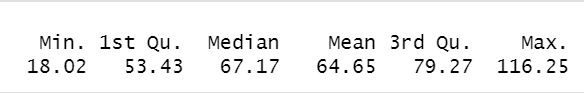 Min. 1st Qu. Median Mean 3rd Qu. Max.
18.02 53.43 67.17 64.65 79.27 116.25